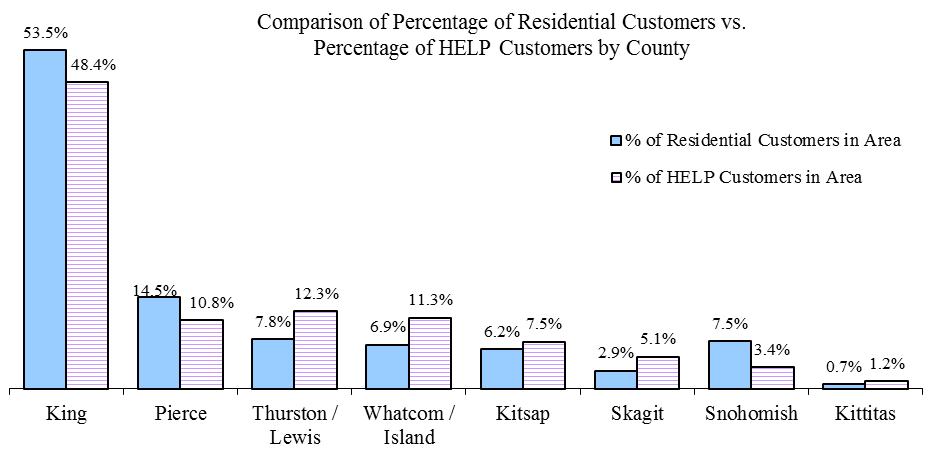 Comparison of Percentage of Residential Customers vs.
Percentage of HELP Customers by County
% of Residential Customers in Area
% of HELP Customers in Area
53.5%
48.4%
14.5%
10.8%
7.8%
12.3%
6.9%
11.3%
6.2%
7.5%
2.9%
5.1%
7.5%
3.4%
0.7%
1.2%
King
Pierce
Thurston /
Lewis
Whatcom /
Island
Kitsap
Skagit
Snohomish
Kittitas